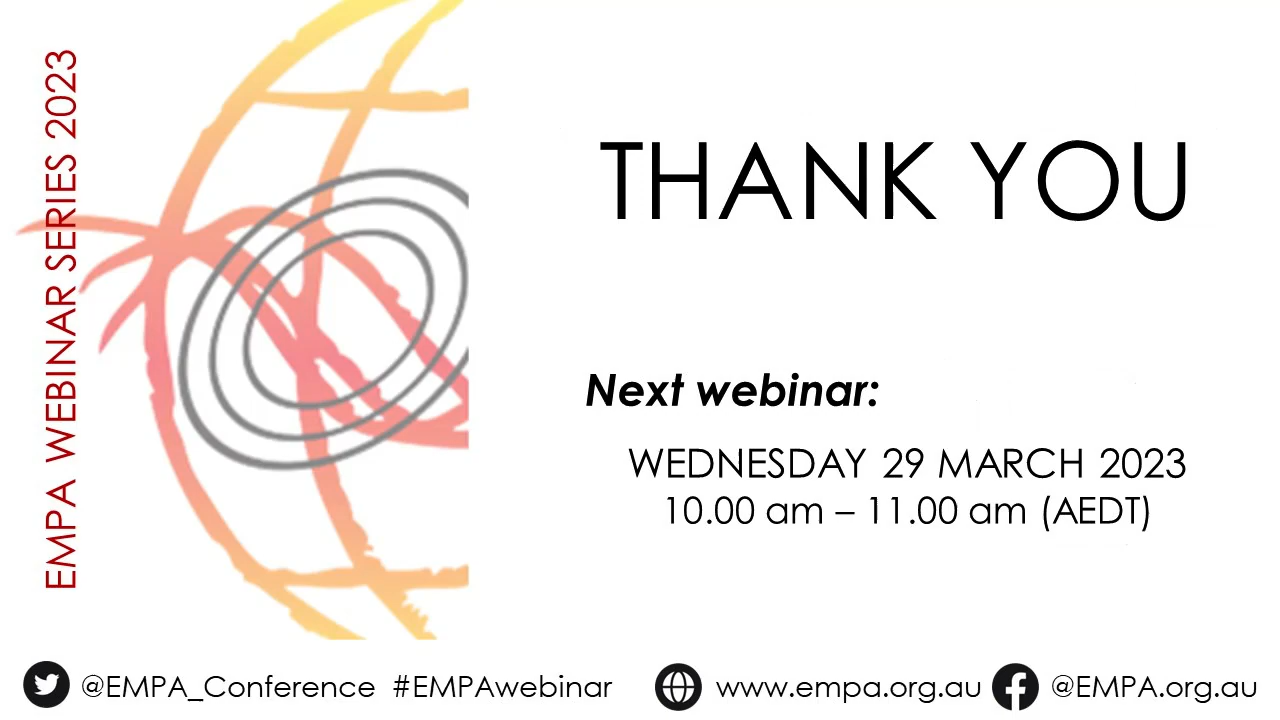 EMPA WEBINAR SERIES 2023
THANK YOU
Next webinar:
WEDNESDAY 29 MARCH 2023
10.00 am – 11.00 am (AEDT)
@EMPA_Conference #EMPAwebinar www.empa.org.au @EMPA.org.au